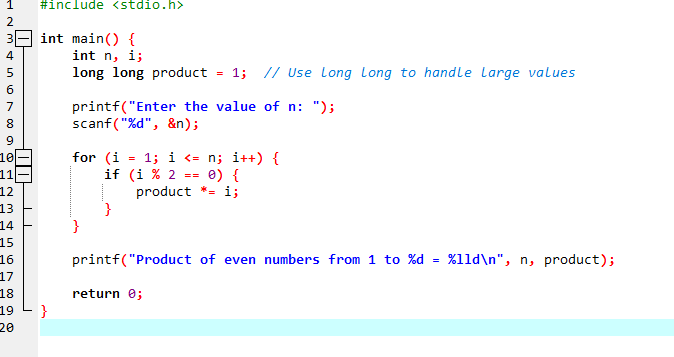 1 #include <stdio.h>
2
3 int main() {
4     int n, i;
5     long long product = 1;  // Use long long to handle large values
6
7     printf("Enter the value of n: ");
8     scanf("%d", &n);
9
10     for (i = 1; i <= n; i++) {
11         if (i % 2 == 0) {
12             product *= i;
13         }
14     }
15
16     printf("Product of even numbers from 1 to %d = %lld\n", n, product);
17
18     return 0;
19 }
20